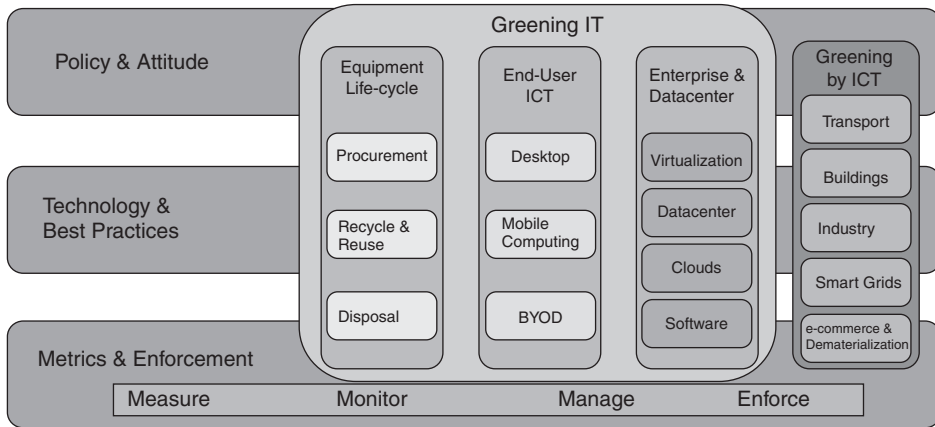 Greening IT
Policy & Attitude
Equipment
Life-cycle
End-User
ICT
Enterprise &
Datacenter
Greening
by ICT
Procurement
Desktop
Virtualization
Transport
Technology &
Best Practices
Recycle &
Reuse
Mobile
Computing
Datacenter
Clouds
Buildings
Industry
Disposal
BYOD
Software
Smart Grids
e-commerce &
Dematerialization
Metrics & Enforcement
Measure Monitor Manage Enforce